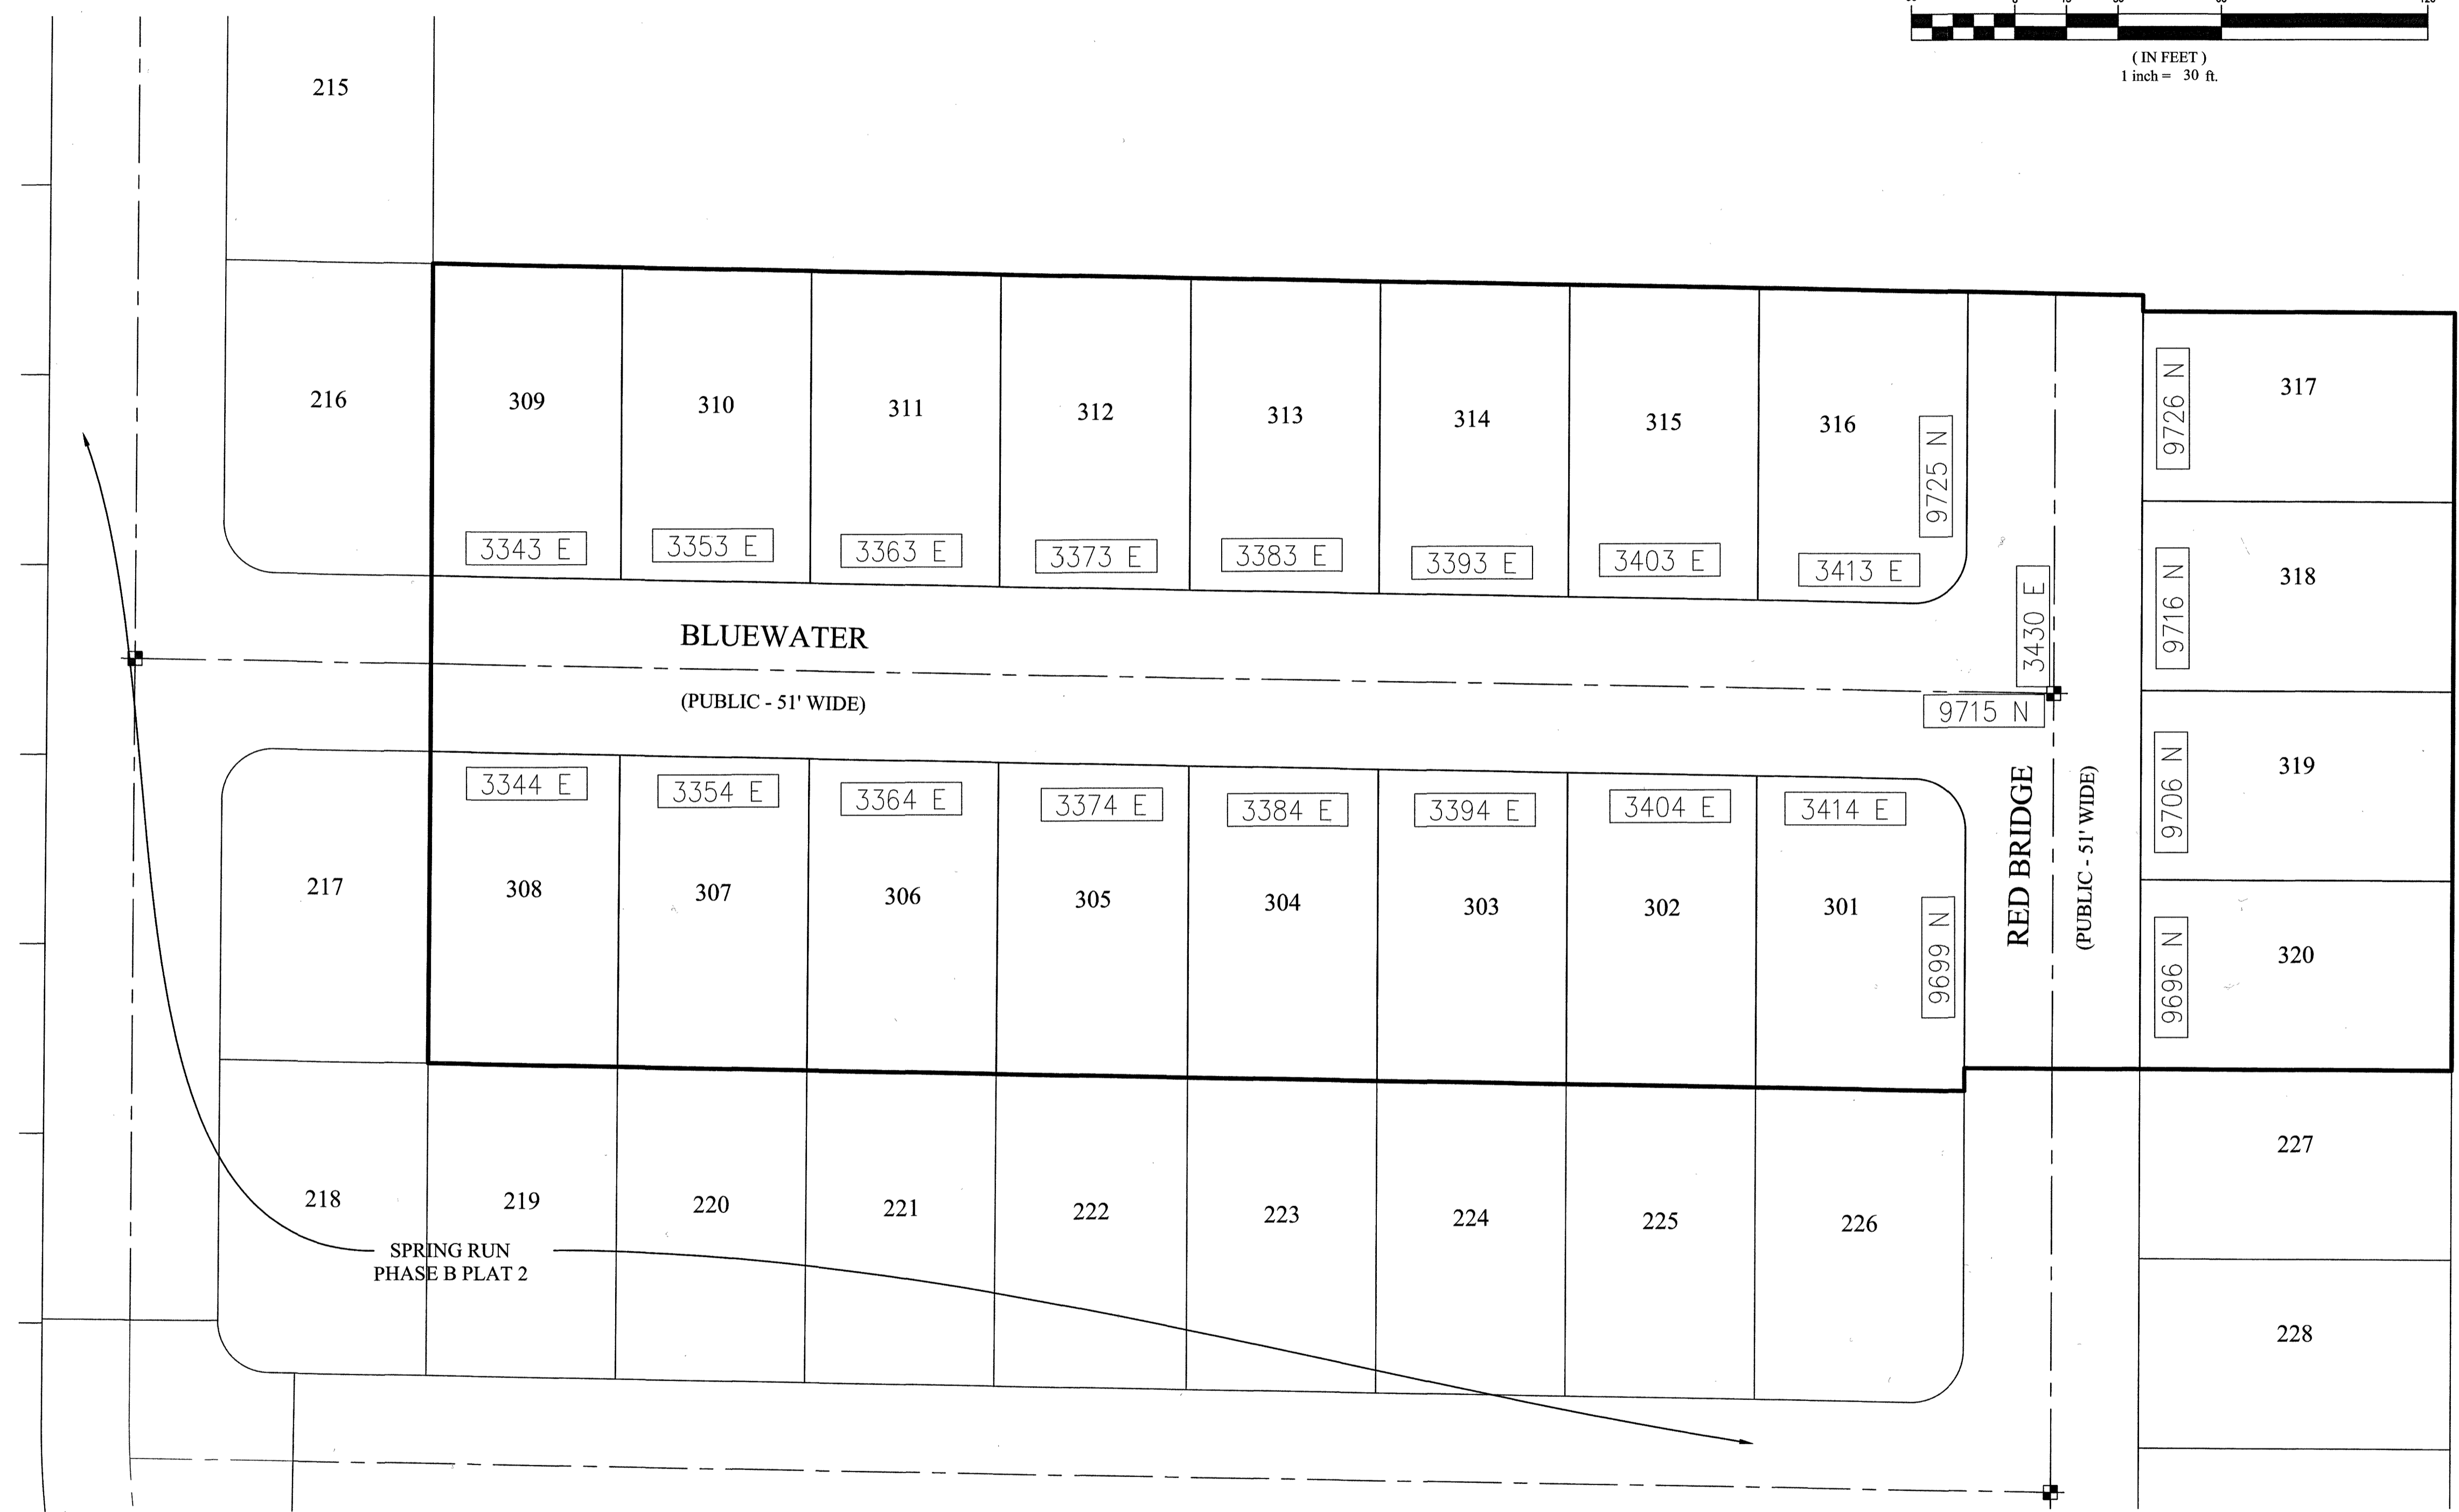 ( IN FEET )
1 inch = 30 ft.
215
216
309
310
311
312
313
314
315
316
317
9726 N
9725 N
3343 E
3353 E
3363 E
3373 E
3383 E
3393 E
3403 E
3413 E
318
9716 N
3430 E
BLUEWATER
(PUBLIC - 51' WIDE)
9715 N
RED BRIDGE
(PUBLIC - 51' WIDE)
319
9706 N
3344 E
3354 E
3364 E
3374 E
3384 E
3394 E
3404 E
3414 E
217
308
307
306
305
304
303
302
301
9699 N
320
9696 N
218
219
220
221
222
223
224
225
226
227
SPRING RUN
PHASE B PLAT 2
228